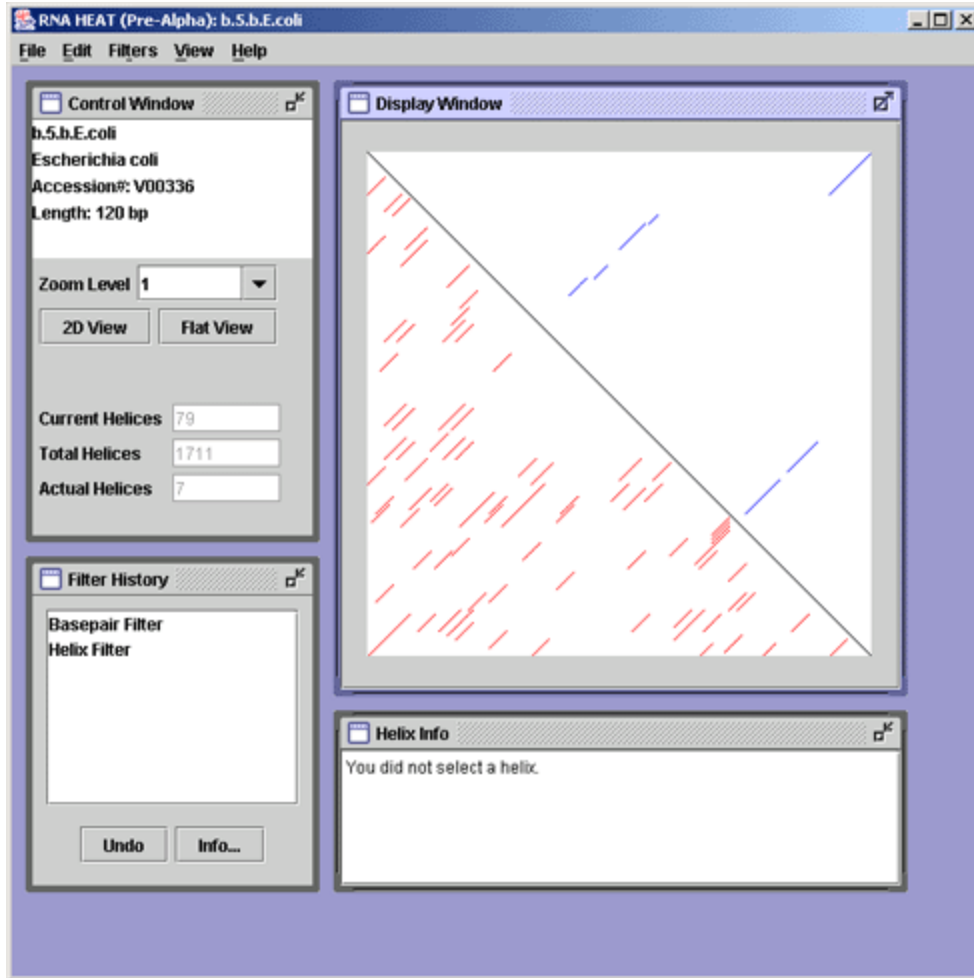 RNA HEAT (Pre-Alpha): b.5.b.E.coli
File Edit Filters View Help
Control Window
b.5.b.E.coli
Escherichia coli
Accession#: V00336
Length: 120 bp
Zoom Level 1
2D View Flat View
Current Helices 79
Total Helices 1711
Actual Helices 7
Filter History
Basepair Filter
Helix Filter
Undo Info...
Display Window
Helix Info
You did not select a helix.